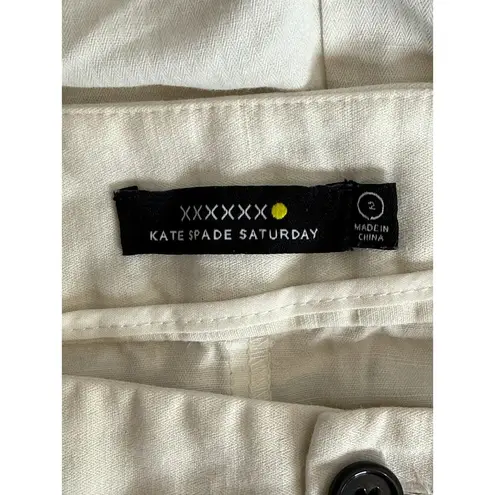 XXXXXX
KATE SPADE SATURDAY
2
MADE IN
CHINA